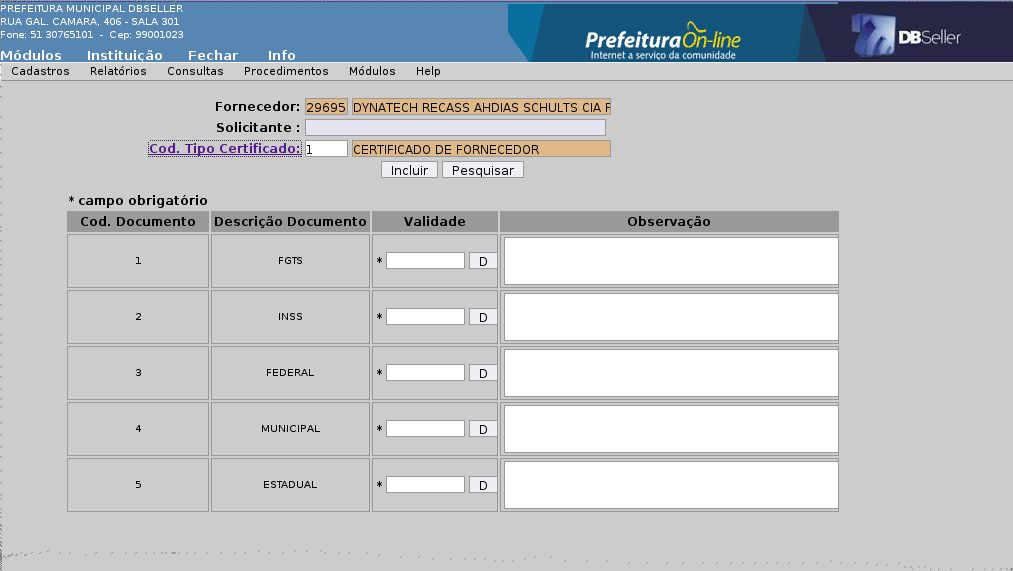 PREFEITURA MUNICIPAL DBSELLER
RUA GAL. CAMARA, 406 - SALA 301
Fone: 51 30765101 - Cep: 99001023
Prefeitura On-line
Internet a serviço da comunidade
DBSeller
Módulos Instituição Fechar Info
Cadastros Relatórios Consultas Procedimentos Módulos Help
Fornecedor: 29695 DYNATECH RECASS AHDIAS SCHULTS CIA
Solicitante :
Cod. Tipo Certificado: 1 CERTIFICADO DE FORNECEDOR
Incluir Pesquisar
* campo obrigatório
Cod. Documento Descrição Documento Validade Observação
1 FGTS * D
2 INSS * D
3 FEDERAL * D
4 MUNICIPAL * D
5 ESTADUAL * D